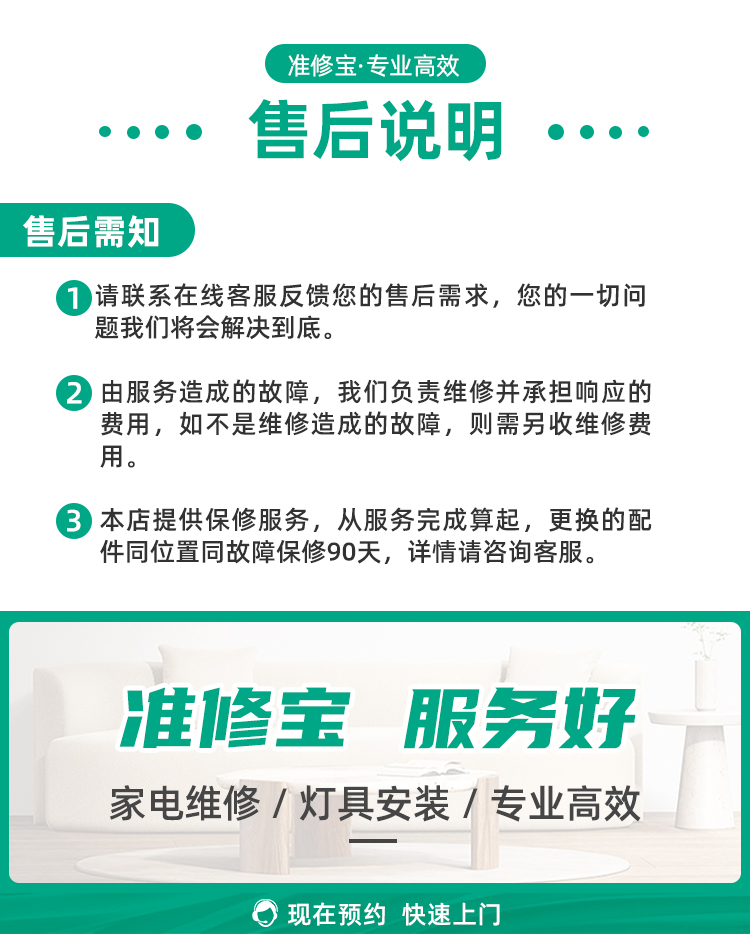 准修宝·专业高效
售后说明
售后需知
1 请联系在线客服反馈您的售后需求，您的一切问
题我们将会解决到底。
2 由服务造成的故障，我们负责维修并承担响应的
费用，如不是维修造成的故障，则需另收维修费
用。
3 本店提供保修服务，从服务完成算起，更换的配
件同位置同故障保修90天，详情请咨询客服。
准修宝 服务好
家电维修 / 灯具安装 / 专业高效
现在预约 快速上门